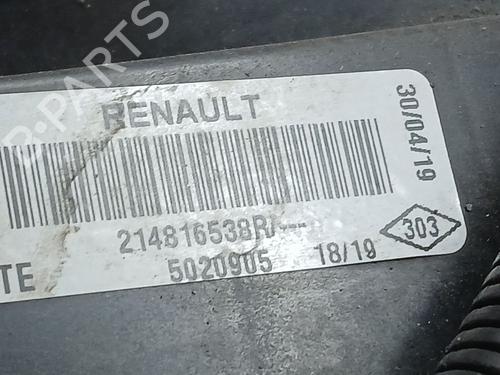 B-PARTS
RENAULT
30/04/19
214816538R/---
303
TE
5020905
18/19